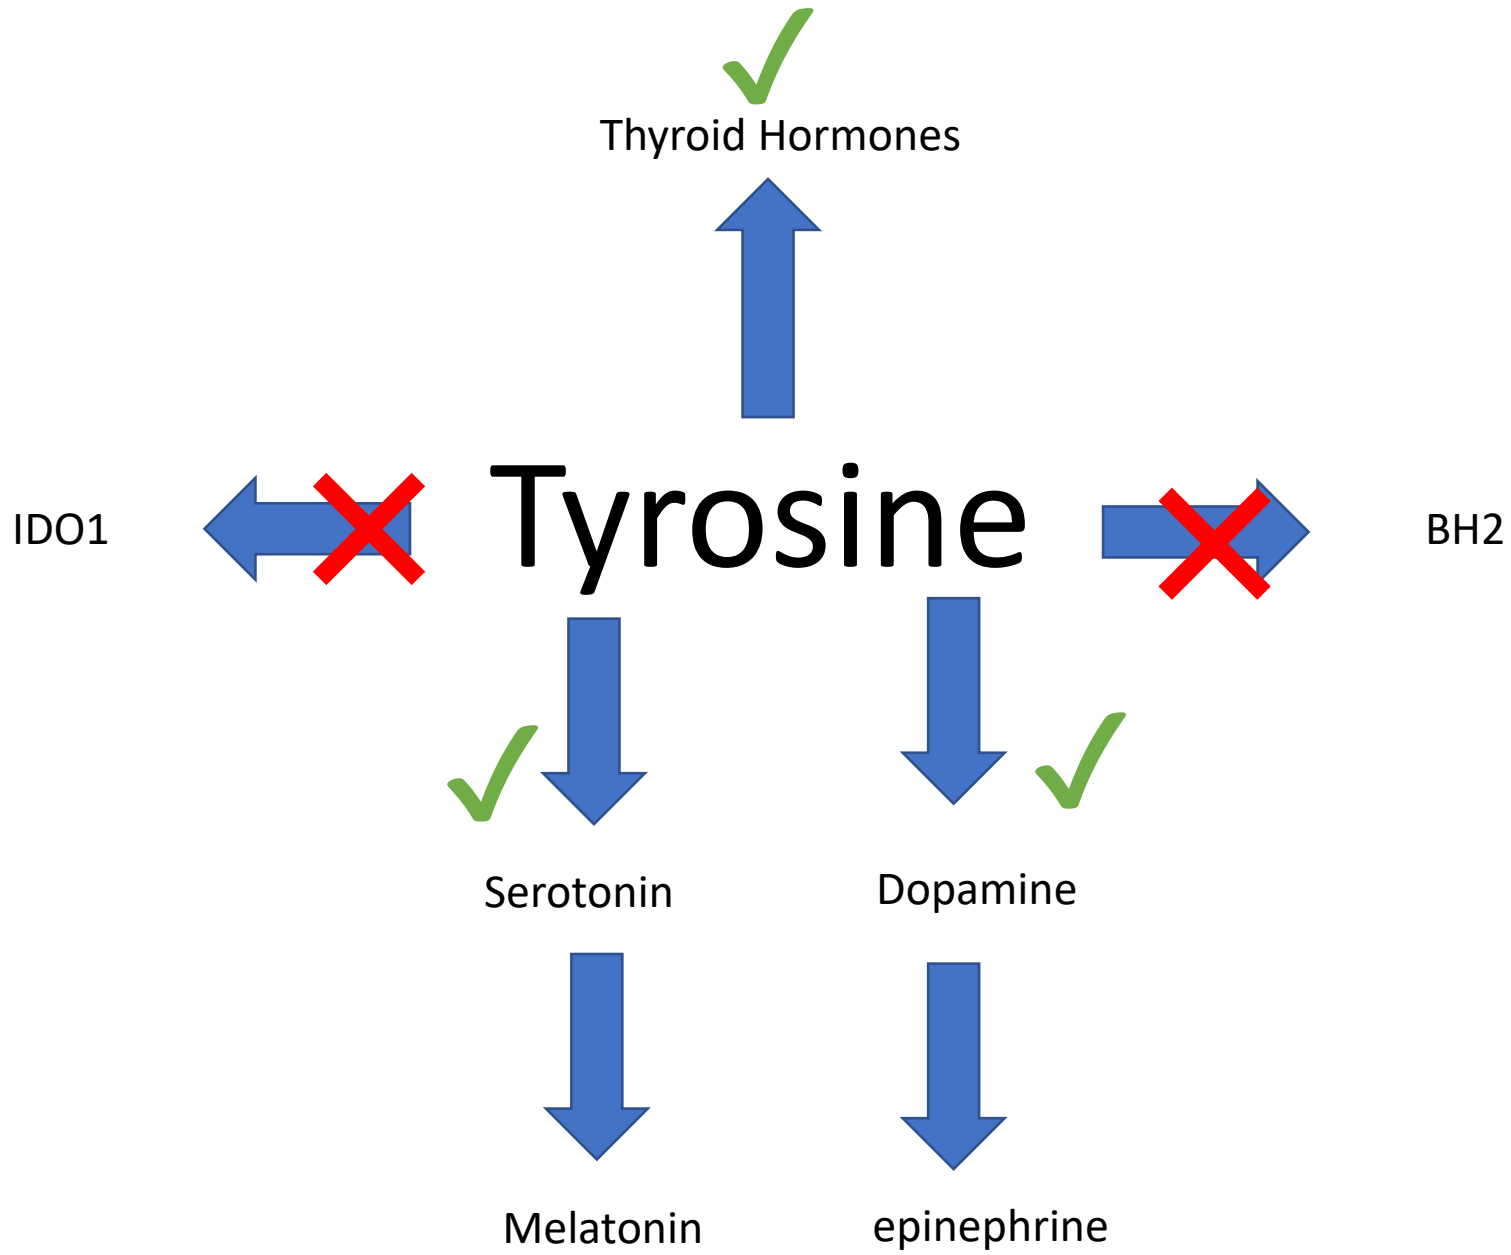 Thyroid Hormones
IDO1
Tyrosine
BH2
Serotonin
Dopamine
Melatonin
epinephrine